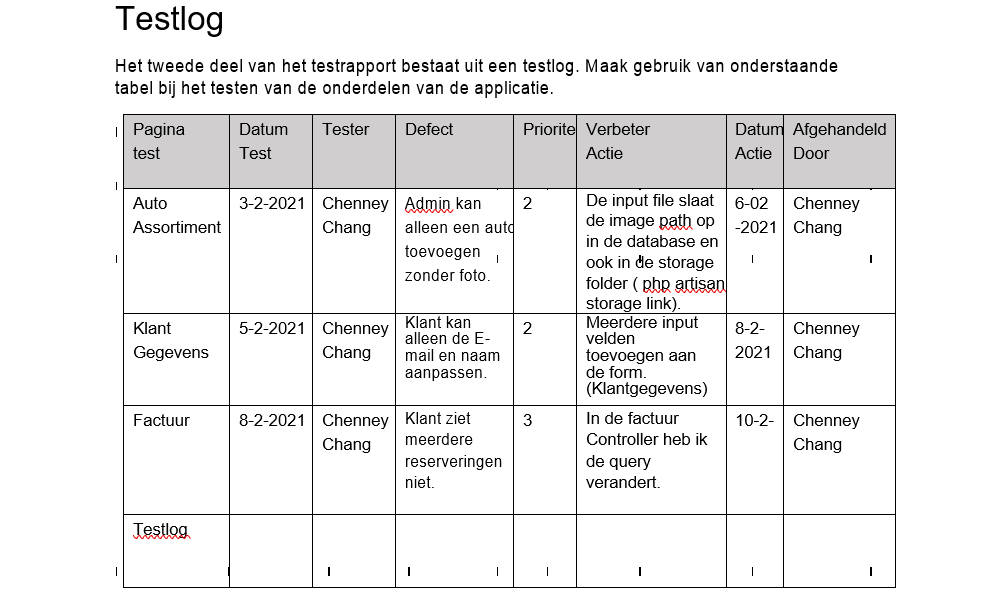 Testlog
Het tweede deel van het testrapport bestaat uit een testlog. Maak gebruik van onderstaande
tabel bij het testen van de onderdelen van de applicatie.
Pagina
test
Datum
Test
Tester
Defect
Priorite
Verbeter
Actie
Datum
Actie
Afgehandeld
Door
Auto
Assortiment
3-2-2021
Chenney
Chang
Admin kan
alleen een auto
toevoegen
zonder foto.
2
De input file slaat
de image path op
in de database en
ook in de storage
folder ( php artisan
storage link).
6-02
-2021
Chenney
Chang
Klant
Gegevens
5-2-2021
Chenney
Chang
Klant kan
alleen de E-
mail en naam
aanpassen.
2
Meerdere input
velden
toevoegen aan
de form.
(Klantgegevens)
8-2-
2021
Chenney
Chang
Factuur
8-2-2021
Chenney
Chang
Klant ziet
meerdere
reserveringen
niet.
3
In de factuur
Controller heb ik
de query
verandert.
10-2-
Chenney
Chang
Testlog